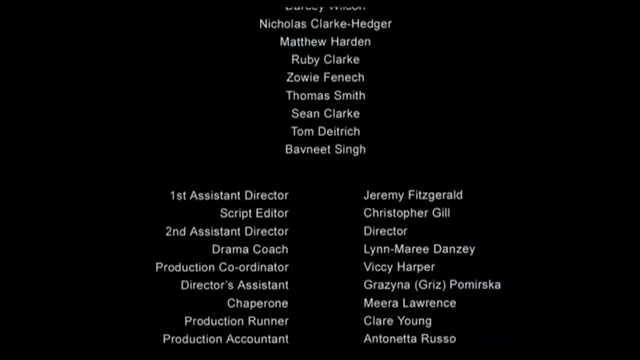 Darcey Wilson
Nicholas Clarke-Hedger
Matthew Harden
Ruby Clarke
Zowie Fenech
Thomas Smith
Sean Clarke
Tom Deitrich
Bavneet Singh
1st Assistant Director Jeremy Fitzgerald
Script Editor Christopher Gill
2nd Assistant Director Director
Drama Coach Lynn-Maree Danzey
Production Co-ordinator Viccy Harper
Director's Assistant Grazyna (Griz) Pomirska
Chaperone Meera Lawrence
Production Runner Clare Young
Production Accountant Antonetta Russo